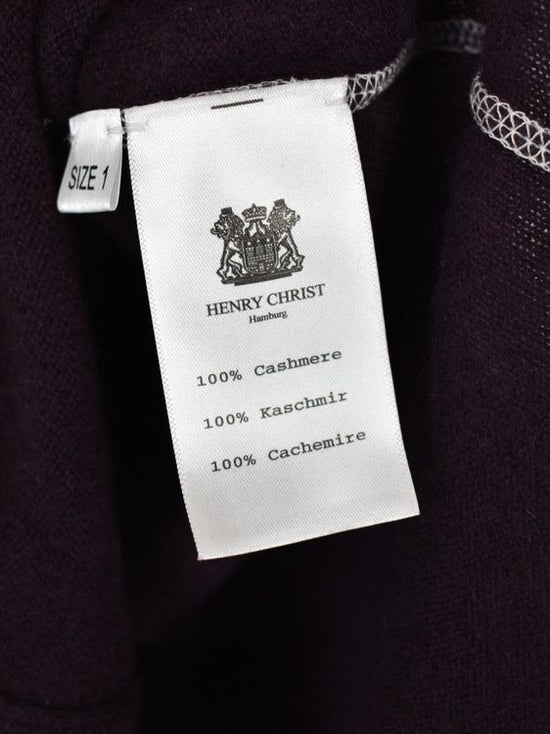 SIZE 1
HENRY CHRIST
Hamburg
100% Cashmere
100% Kaschmir
100% Cachemire